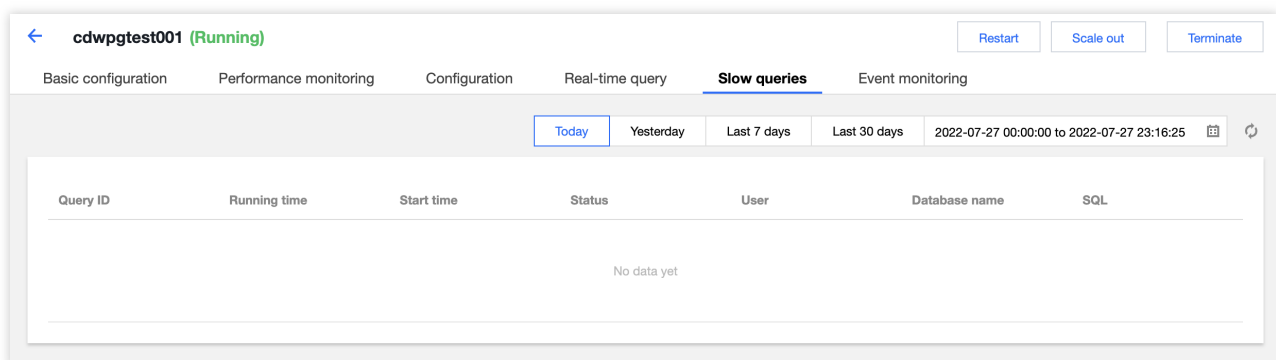 cdwpgtest001 (Running) Restart Scale out Terminate
Basic configuration Performance monitoring Configuration Real-time query Slow queries Event monitoring
Today Yesterday Last 7 days Last 30 days 2022-07-27 00:00:00 to 2022-07-27 23:16:25
Query ID Running time Start time Status User Database name SQL
No data yet